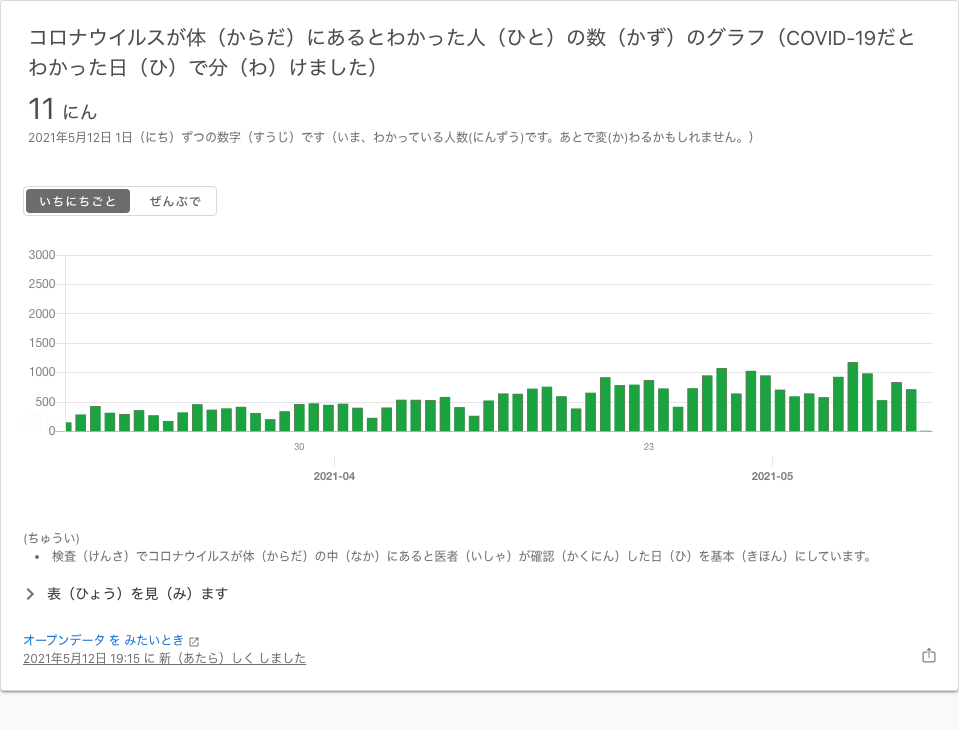 コロナウイルスが体（からだ）にあるとわかった人（ひと）の数（かず）のグラフ（COVID-19だと
わかった日（ひ）で分（わ）けました）
11 にん
2021年5月12日 1日（にち）ずつの数字（すうじ）です（いま、わかっている人数(にんずう)です。あとで変(か)わるかもしれません。）
いちにちごと ぜんぶで
3000
2500
2000
1500
1000
500
0
30 23
2021-04 2021-05
(ちゅうい)
• 検査（けんさ）でコロナウイルスが体（からだ）の中（なか）にあると医者（いしゃ）が確認（かくにん）した日（ひ）を基本（きほん）にしています。
表（ひょう）を見（み）ます
オープンデータ を みたいとき
2021年5月12日 19:15 に 新（あたら）しく しました